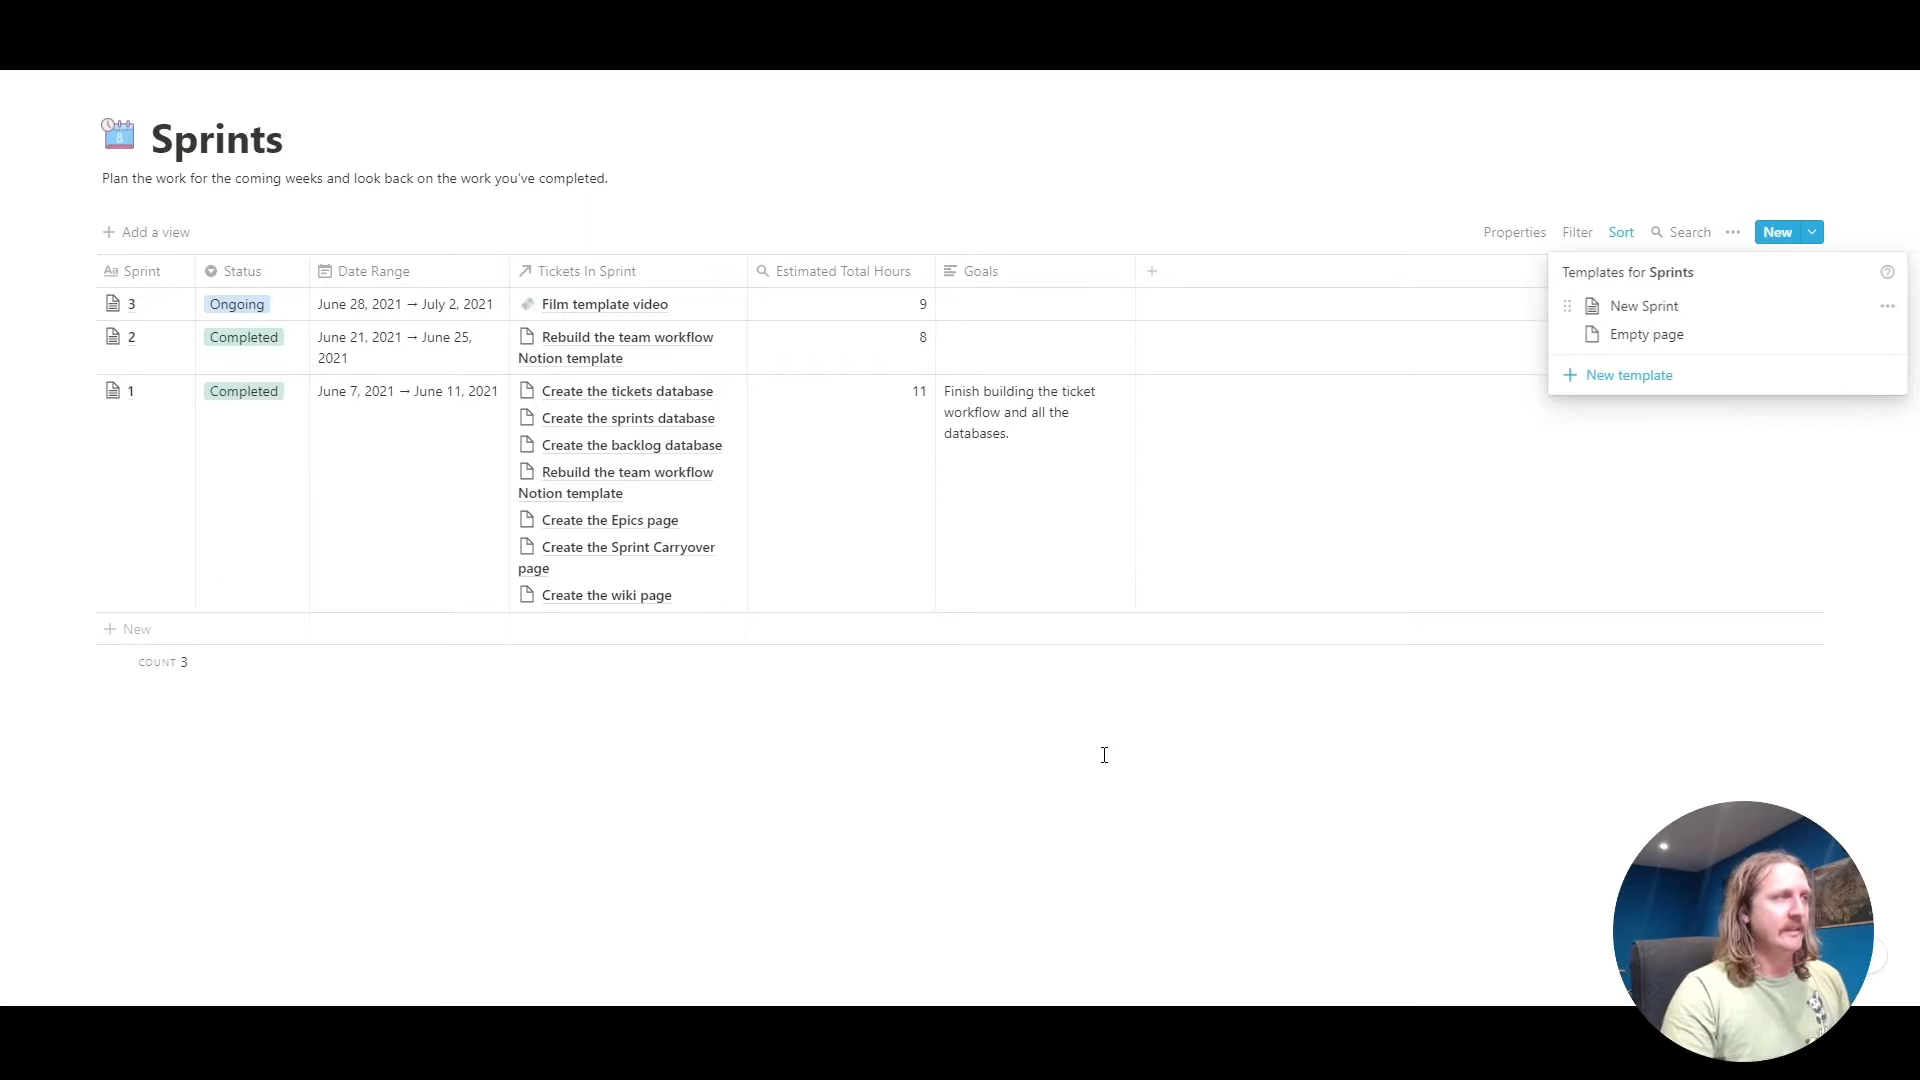 Sprints
Plan the work for the coming weeks and look back on the work you've completed.
Add a view
Properties Filter Sort Search New
Aa Sprint Status Date Range Tickets In Sprint Estimated Total Hours Goals
Templates for Sprints
New Sprint
Empty page
New template
3 Ongoing June 28, 2021 → July 2, 2021 Film template video 9
2 Completed June 21, 2021 → June 25, Rebuild the team workflow 8
2021 Notion template
1 Completed June 7, 2021 → June 11, 2021 Create the tickets database 11 Finish building the ticket
Create the sprints database workflow and all the
Create the backlog database databases.
Rebuild the team workflow
Notion template
Create the Epics page
Create the Sprint Carryover
page
Create the wiki page
New
COUNT 3